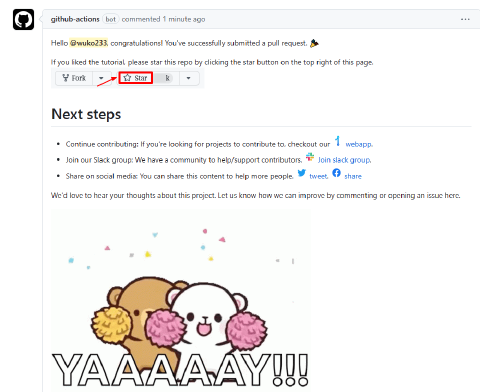 github-actions bot commented 1 minute ago
Hello @wuko233, congratulations! You've successfully submitted a pull request.
If you liked the tutorial, please star this repo by clicking the star button on the top right of this page.
Fork Star k
Next steps
Continue contributing: If you're looking for projects to contribute to, checkout our webapp.
Join our Slack group: We have a community to help/support contributors. Join slack group.
Share on social media: You can share this content to help more people. tweet. share
We'd love to hear your thoughts about this project. Let us know how we can improve by commenting or opening an issue here.
YAAAAAAY!!!